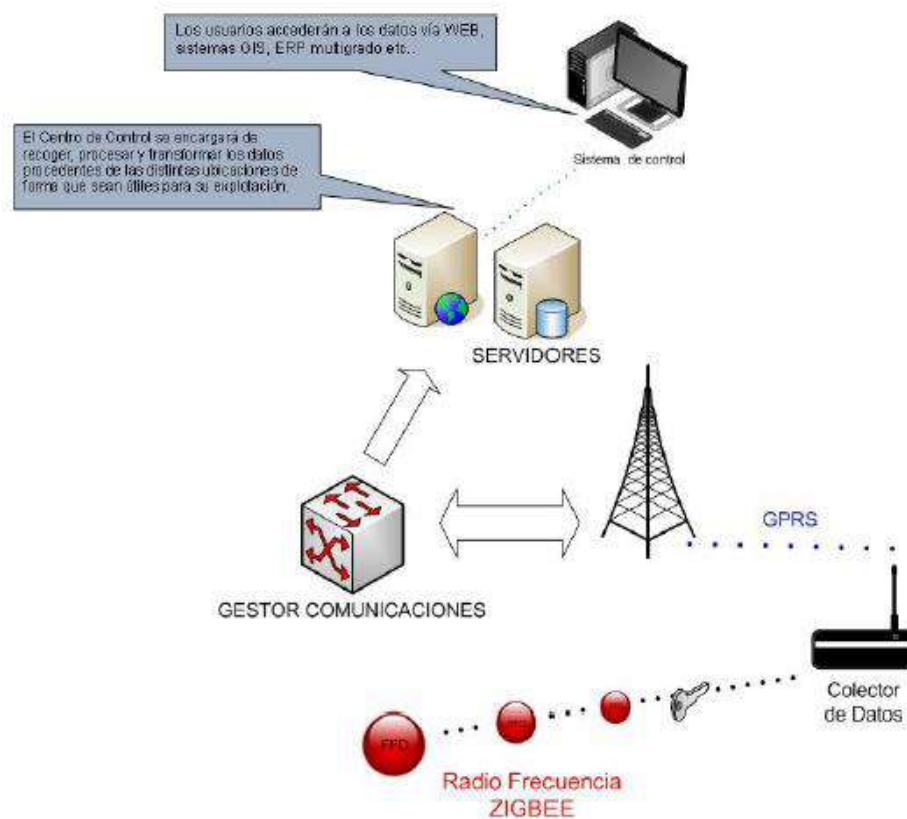 Los usuarios accederán a los datos vía WEB,
sistemas GIS, ERP multigrado etc..
Sistema de control
El Centro de Control se encargará de
recoger, procesar y transformar los datos
procedentes de las distintas ubicaciones de
forma que sean útiles para su explotación.
SERVIDORES
GPRS
GESTOR COMUNICACIONES
Colector
de Datos
FFD
Radio Frecuencia
ZIGBEE